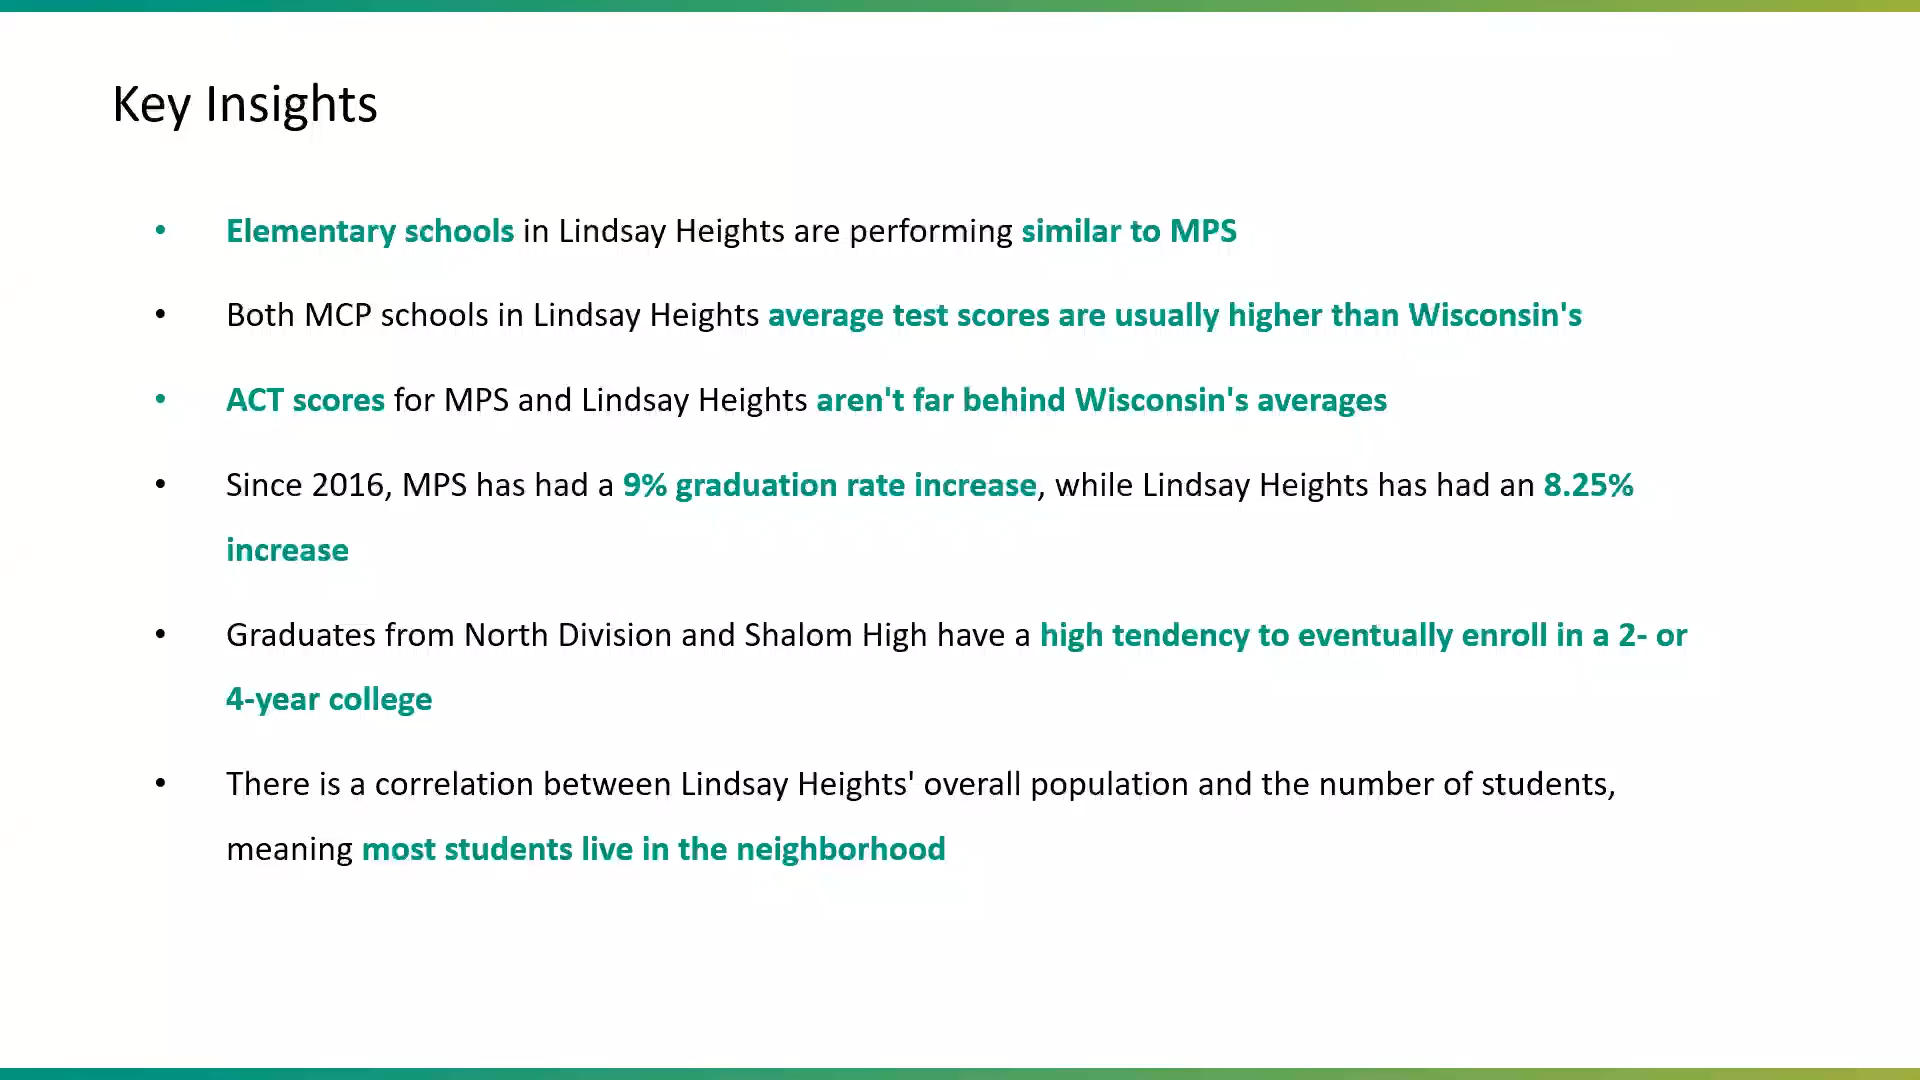 Key Insights
• Elementary schools in Lindsay Heights are performing similar to MPS
• Both MCP schools in Lindsay Heights average test scores are usually higher than Wisconsin's
• ACT scores for MPS and Lindsay Heights aren't far behind Wisconsin's averages
• Since 2016, MPS has had a 9% graduation rate increase, while Lindsay Heights has had an 8.25%
increase
• Graduates from North Division and Shalom High have a high tendency to eventually enroll in a 2- or
4-year college
• There is a correlation between Lindsay Heights' overall population and the number of students,
meaning most students live in the neighborhood